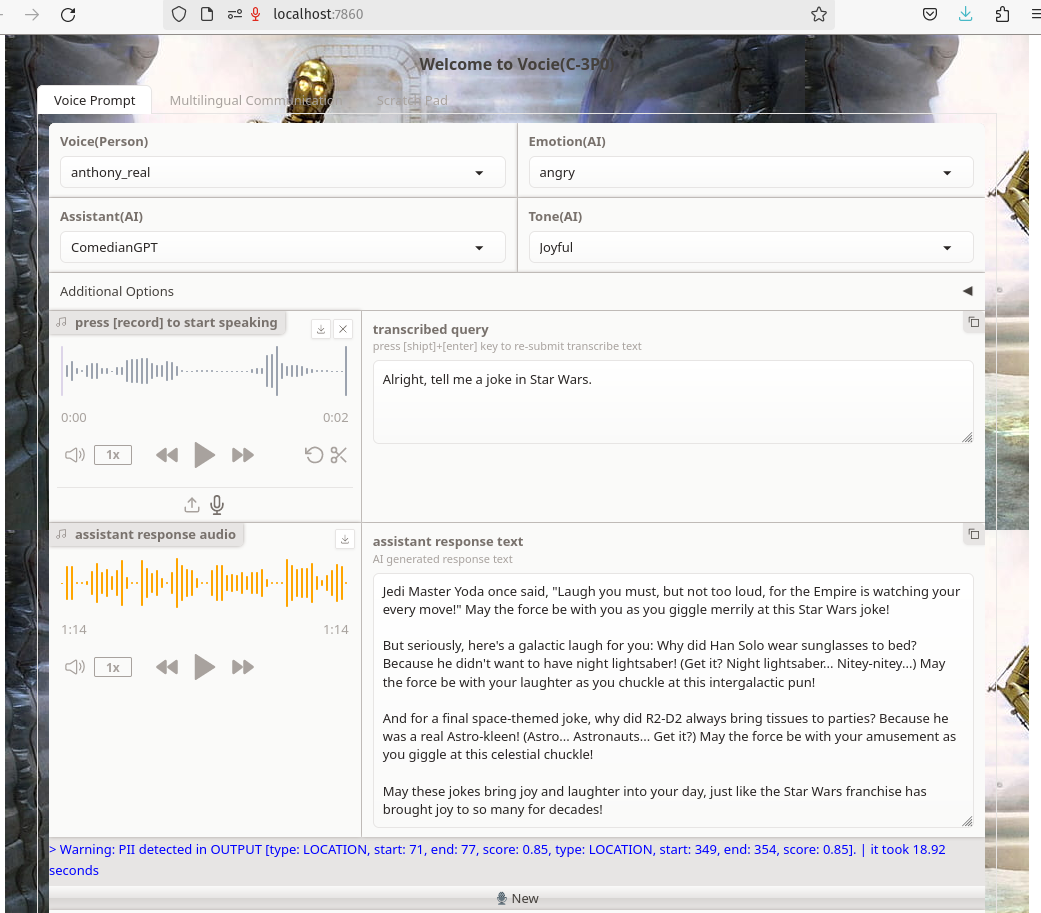 localhost:7860
Welcome to Vocie(C-3P0)
Voice Prompt
Multilingual Communication
Scratch Pad
Voice(Person)
anthony_real
Emotion(AI)
angry
Assistant(AI)
ComedianGPT
Tone(AI)
Joyful
Additional Options
press [record] to start speaking
0:00
0:02
1x
transcribed query
press [shipt]+[enter] key to re-submit transcribe text
Alright, tell me a joke in Star Wars.
assistant response audio
1:14
1:14
1x
assistant response text
AI generated response text
Jedi Master Yoda once said, "Laugh you must, but not too loud, for the Empire is watching your
every move!" May the force be with you as you giggle merrily at this Star Wars joke!
But seriously, here's a galactic laugh for you: Why did Han Solo wear sunglasses to bed?
Because he didn't want to have night lightsaber! (Get it? Night lightsaber... Nitey-nitey...) May
the force be with your laughter as you chuckle at this intergalactic pun!
And for a final space-themed joke, why did R2-D2 always bring tissues to parties? Because he
was a real Astro-kleen! (Astro... Astronauts... Get it?) May the force be with your amusement as
you giggle at this celestial chuckle!
May these jokes bring joy and laughter into your day, just like the Star Wars franchise has
brought joy to so many for decades!
> Warning: PII detected in OUTPUT [type: LOCATION, start: 71, end: 77, score: 0.85, type: LOCATION, start: 349, end: 354, score: 0.85]. | it took 18.92
seconds
New